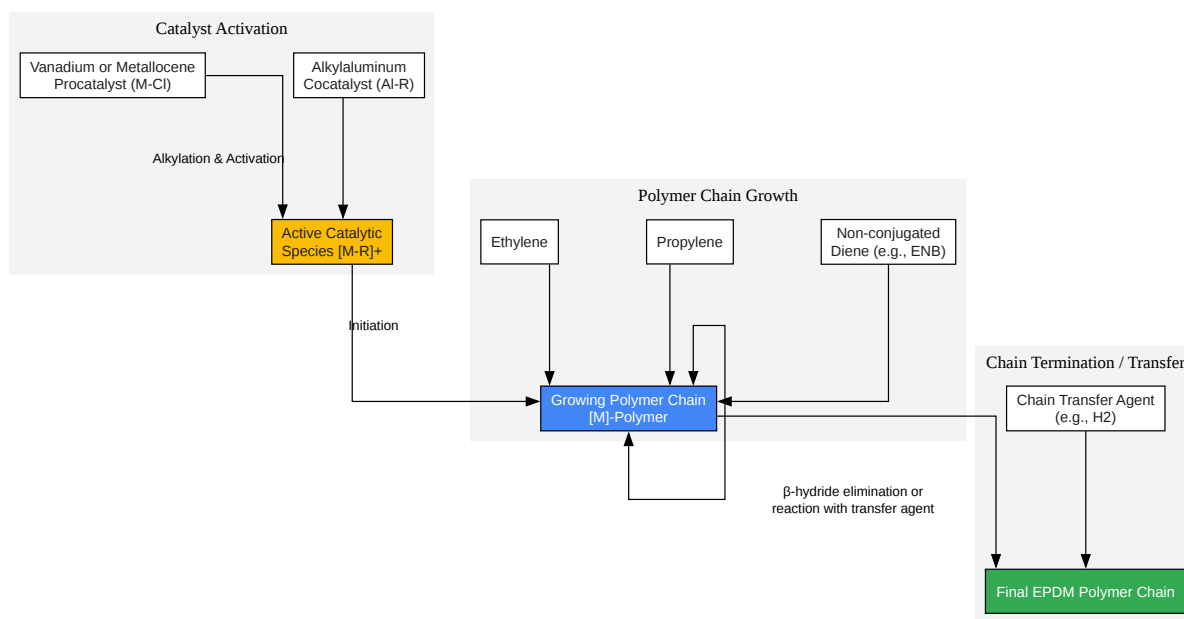 Catalyst Activation
Vanadium or Metallocene
Procatalyst (M-Cl)
Alkylaluminum
Cocatalyst (Al-R)
Alkylation & Activation
Active Catalytic
Species [M-R]+
Initiation
Polymer Chain Growth
Ethylene
Propylene
Non-conjugated
Diene (e.g., ENB)
Growing Polymer Chain
[M]-Polymer
β-hydride elimination or
reaction with transfer agent
Chain Termination / Transfer
Chain Transfer Agent
(e.g., H2)
Final EPDM Polymer Chain